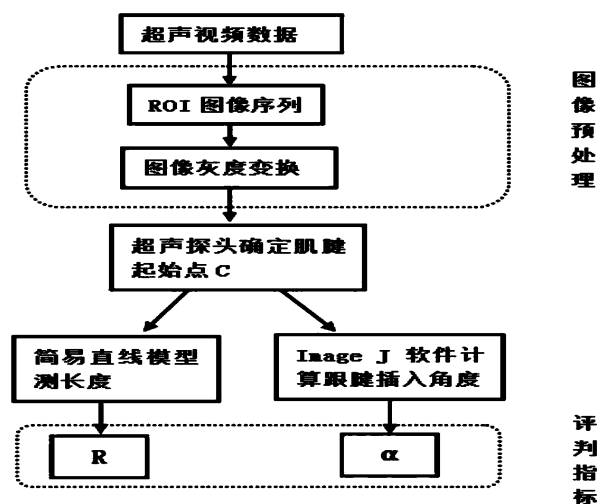 超声视频数据
ROI 图像序列
图像灰度变换
图像预处理
超声探头确定肌腱
起始点 C
简易直线模型
测长度
Image J 软件计
算跟腱插入角度
R
α
评判指标